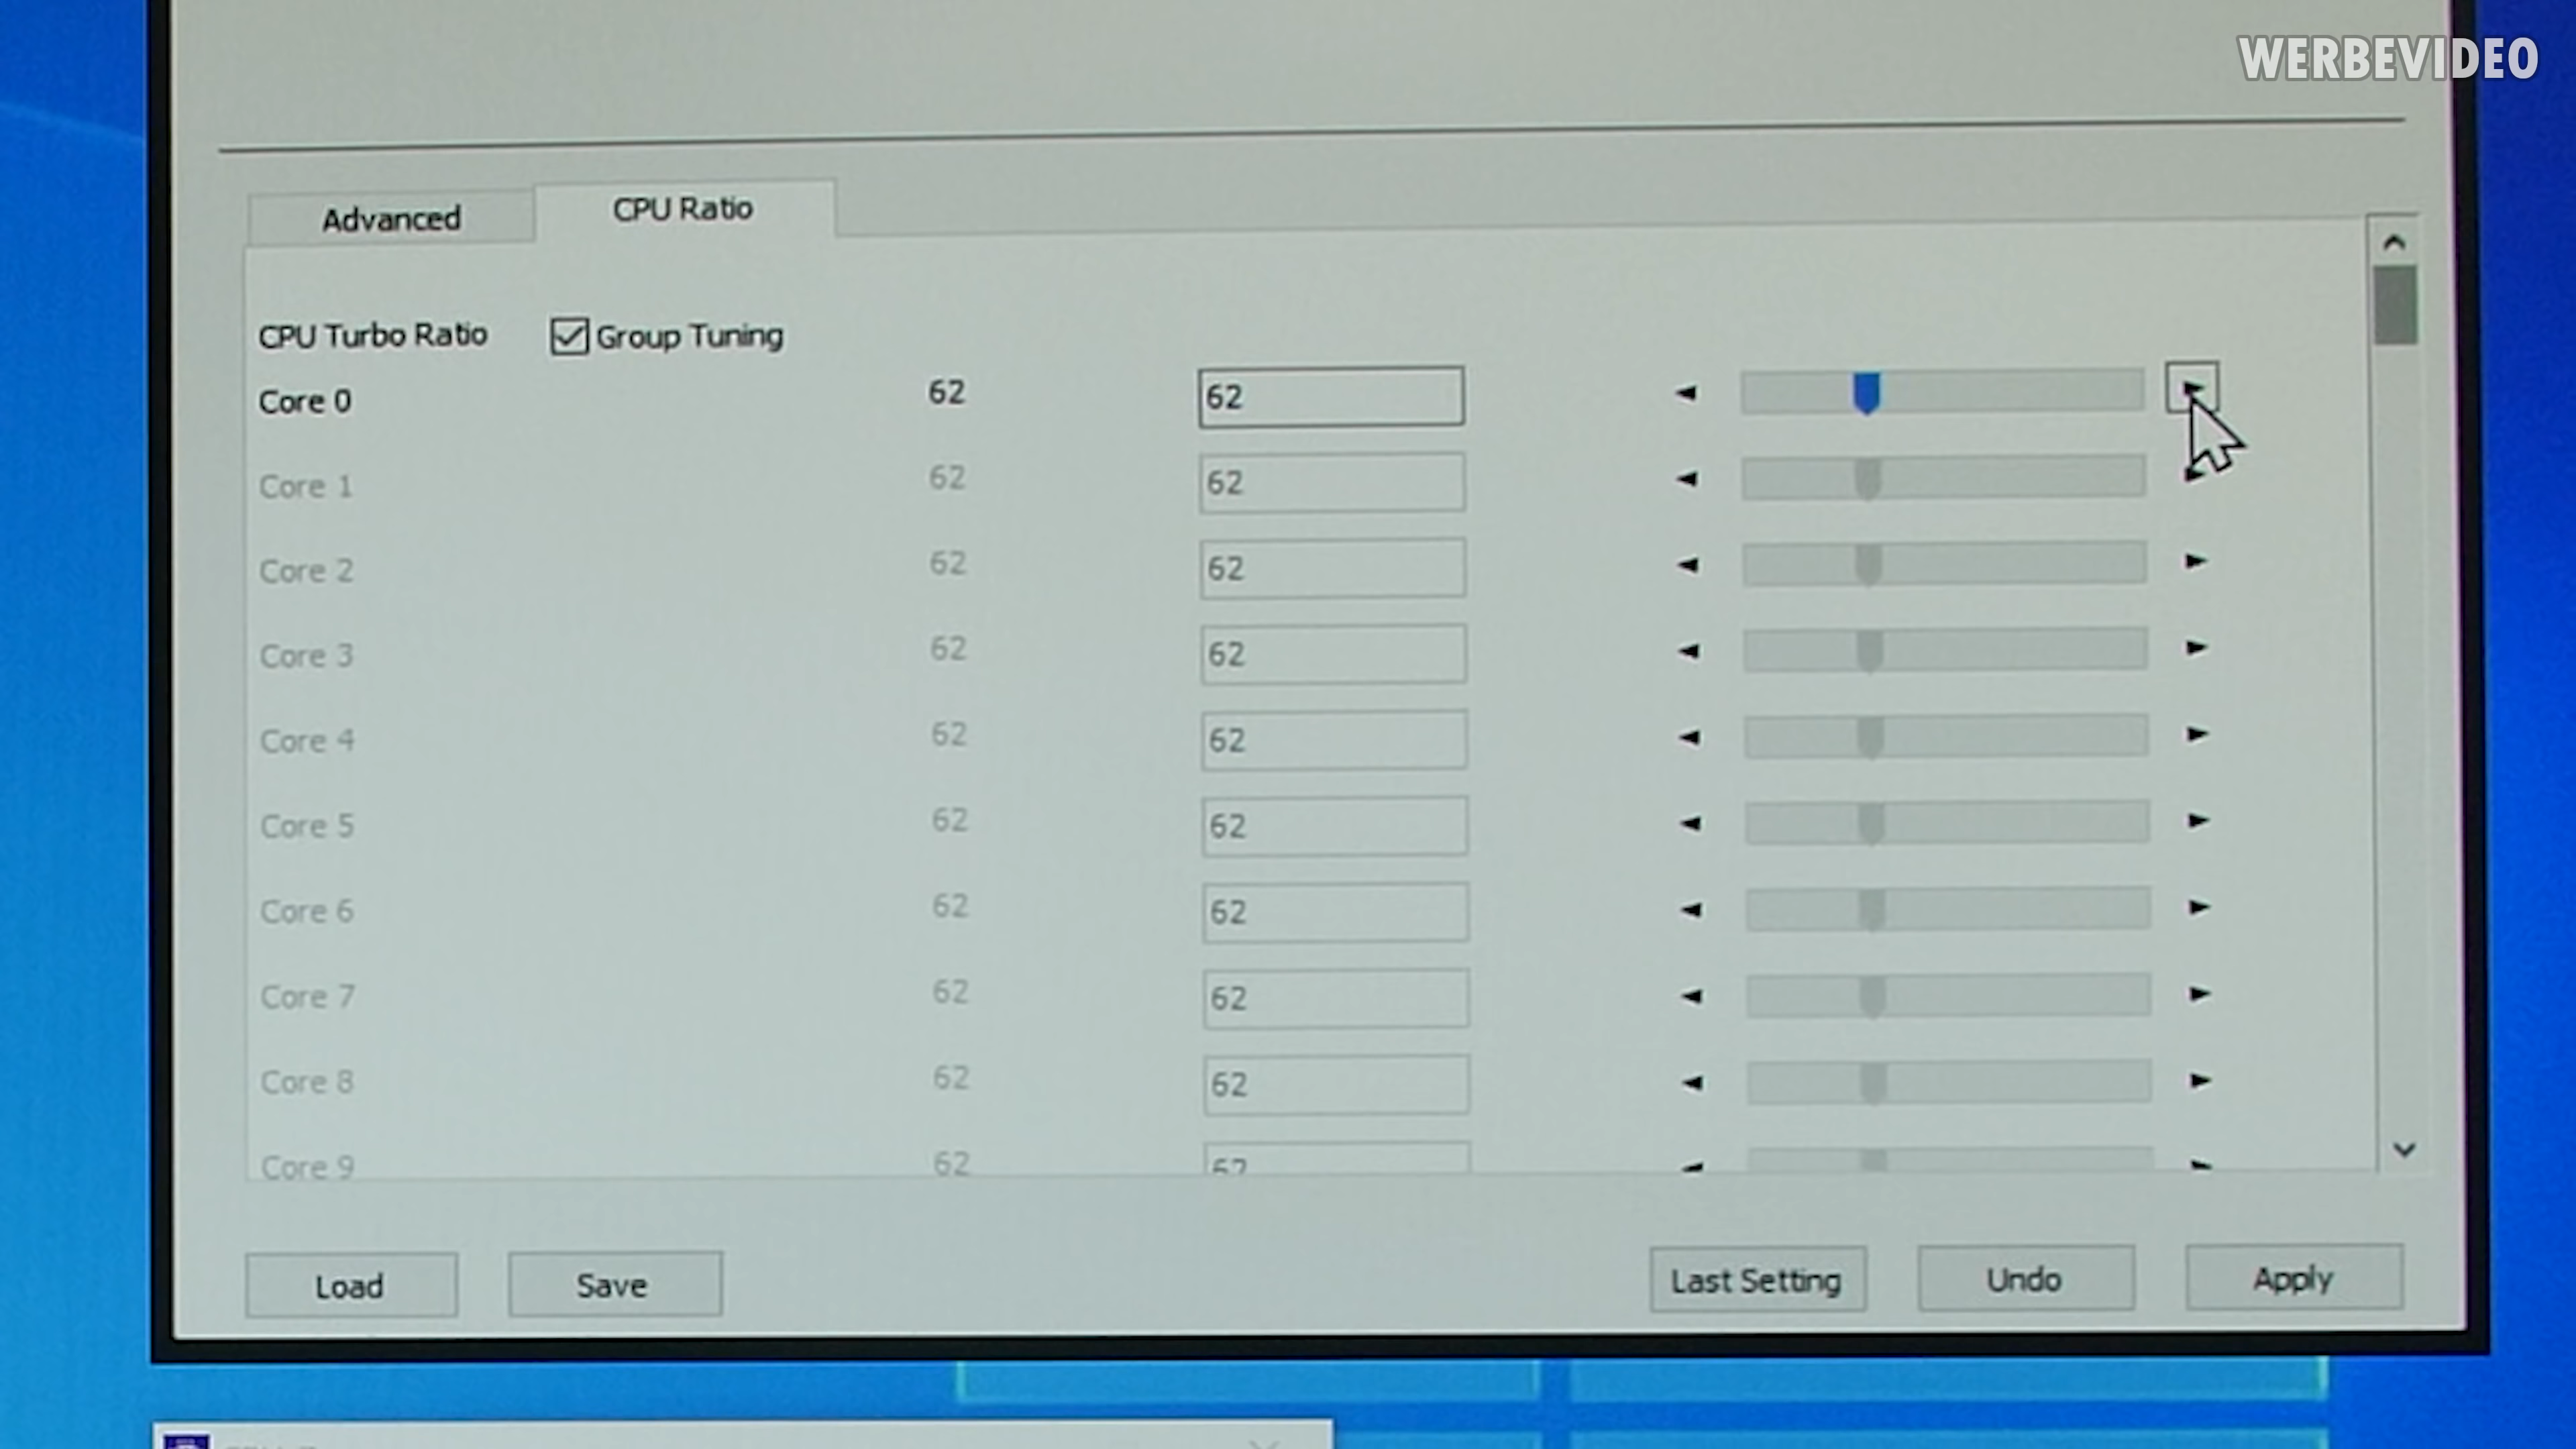 WERBEVIDEO
Advanced CPU Ratio
CPU Turbo Ratio Group Tuning
Core 0 62 62
Core 1 62 62
Core 2 62 62
Core 3 62 62
Core 4 62 62
Core 5 62 62
Core 6 62 62
Core 7 62 62
Core 8 62 62
Core 9 62 62
Load Save Last Setting Undo Apply